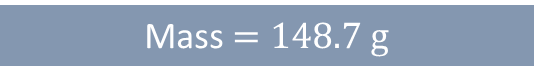 Mass = 148.7 g